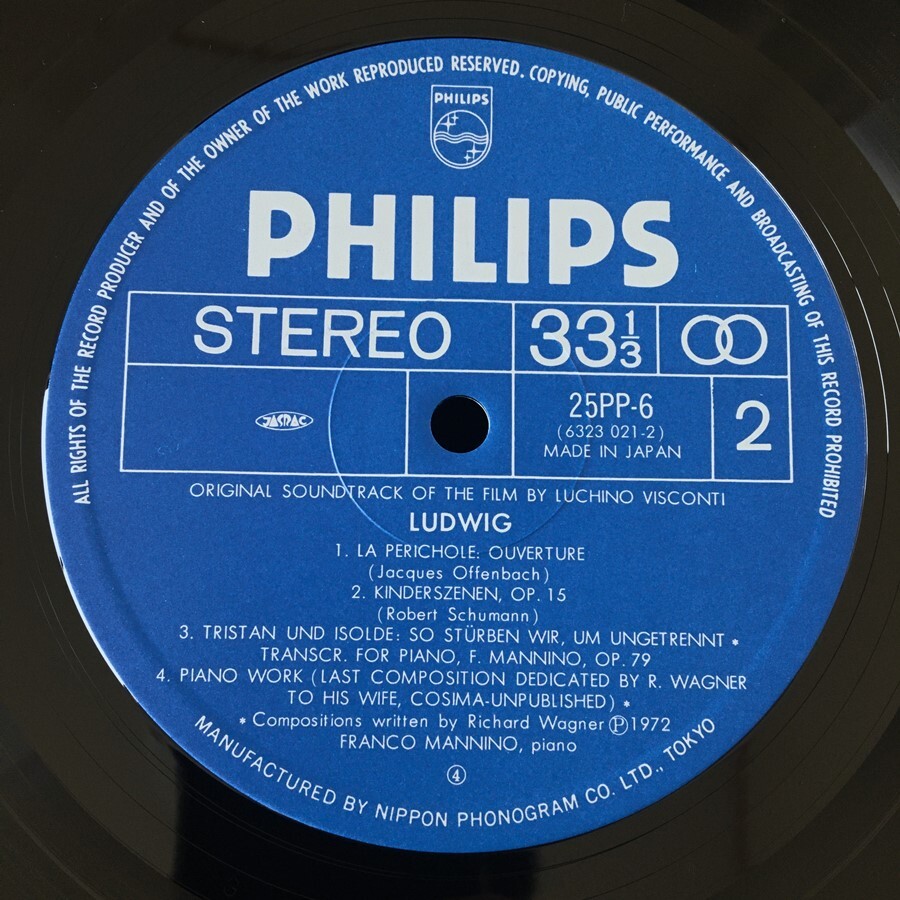 ALL RIGHTS OF THE RECORD PRODUCER AND OF THE OWNER OF THE WORK REPRODUCED RESERVED. COPYING, PUBLIC PERFORMANCE AND BROADCASTING OF THIS RECORD PROHIBITED
PHILIPS
PHILIPS
STEREO
33 1/3
JASRAC
25PP-6
(6323 021-2)
MADE IN JAPAN
2
ORIGINAL SOUNDTRACK OF THE FILM BY LUCHINO VISCONTI
LUDWIG
1. LA PERICHOLE: OUVERTURE
(Jacques Offenbach)
2. KINDERSZENEN, OP. 15
(Robert Schumann)
3. TRISTAN UND ISOLDE: SO STÜRBEN WIR, UM UNGETRENNT *
TRANSCR. FOR PIANO, F. MANNINO, OP. 79
4. PIANO WORK (LAST COMPOSITION DEDICATED BY R. WAGNER
TO HIS WIFE, COSIMA-UNPUBLISHED) *
* Compositions written by Richard Wagner ℗ 1972
FRANCO MANNINO, piano
④
MANUFACTURED BY NIPPON PHONOGRAM CO. LTD., TOKYO